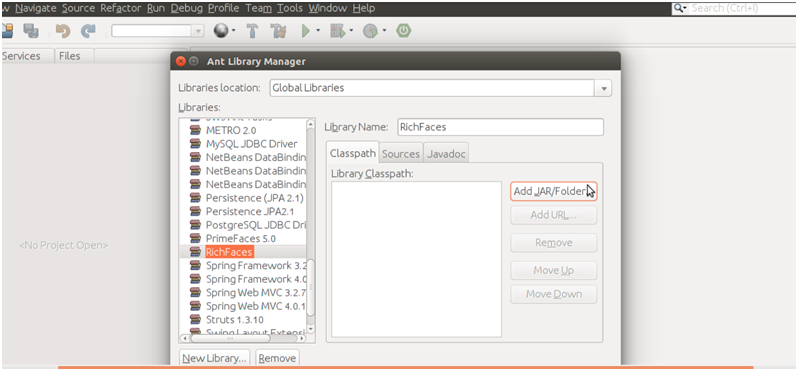 w Navigate Source Refactor Run Debug Profile Team Tools Window Help
Search (Ctrl+I)
Services Files
<No Project Open>
Ant Library Manager
Libraries location: Global Libraries
Libraries:
METRO 2.0
MySQL JDBC Driver
NetBeans DataBindin
NetBeans DataBindin
NetBeans DataBindin
Persistence (JPA 2.1)
Persistence JPA2.1
PostgreSQL JDBC Dri
PrimeFaces 5.0
RichFaces
Spring Framework 3.2
Spring Framework 4.0
Spring Web MVC 3.2.7
Spring Web MVC 4.0.1
Struts 1.3.10
Swing Layout Extensi
New Library... Remove
Library Name: RichFaces
Classpath Sources Javadoc
Library Classpath:
Add JAR/Folder
Add URL...
Remove
Move Up
Move Down